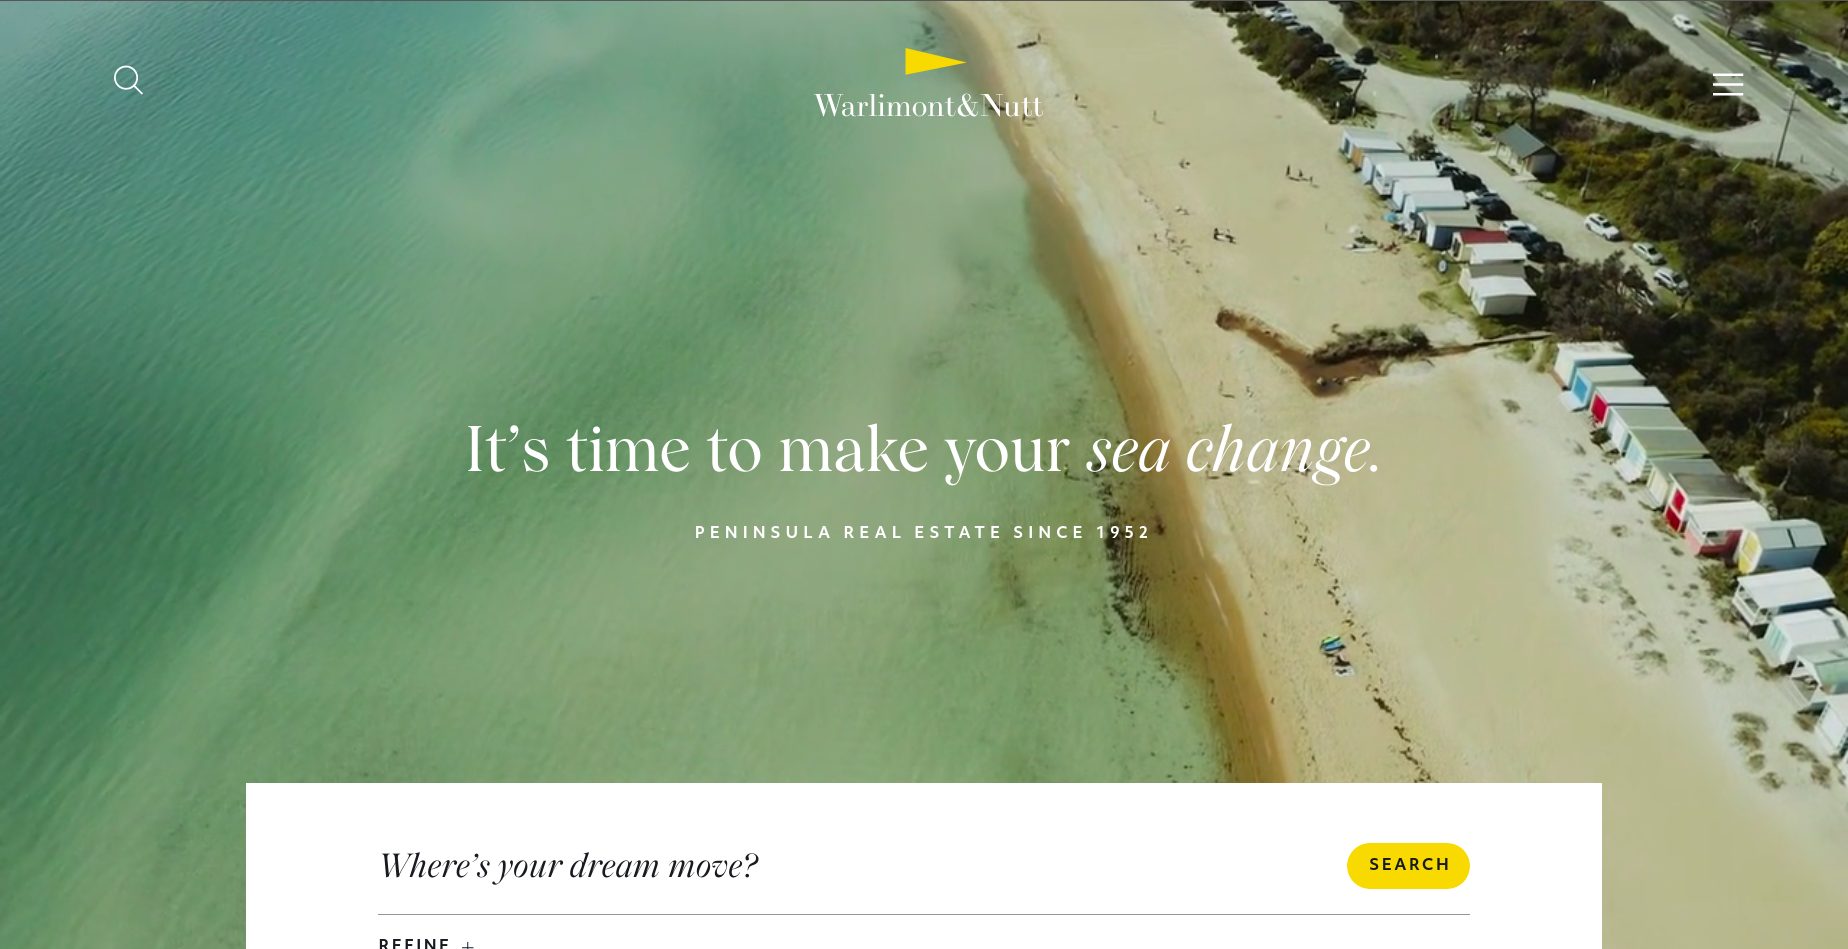 Warlimont&Nutt
It’s time to make your sea change.
PENINSULA REAL ESTATE SINCE 1952
Where’s your dream move?
SEARCH
REFINE +